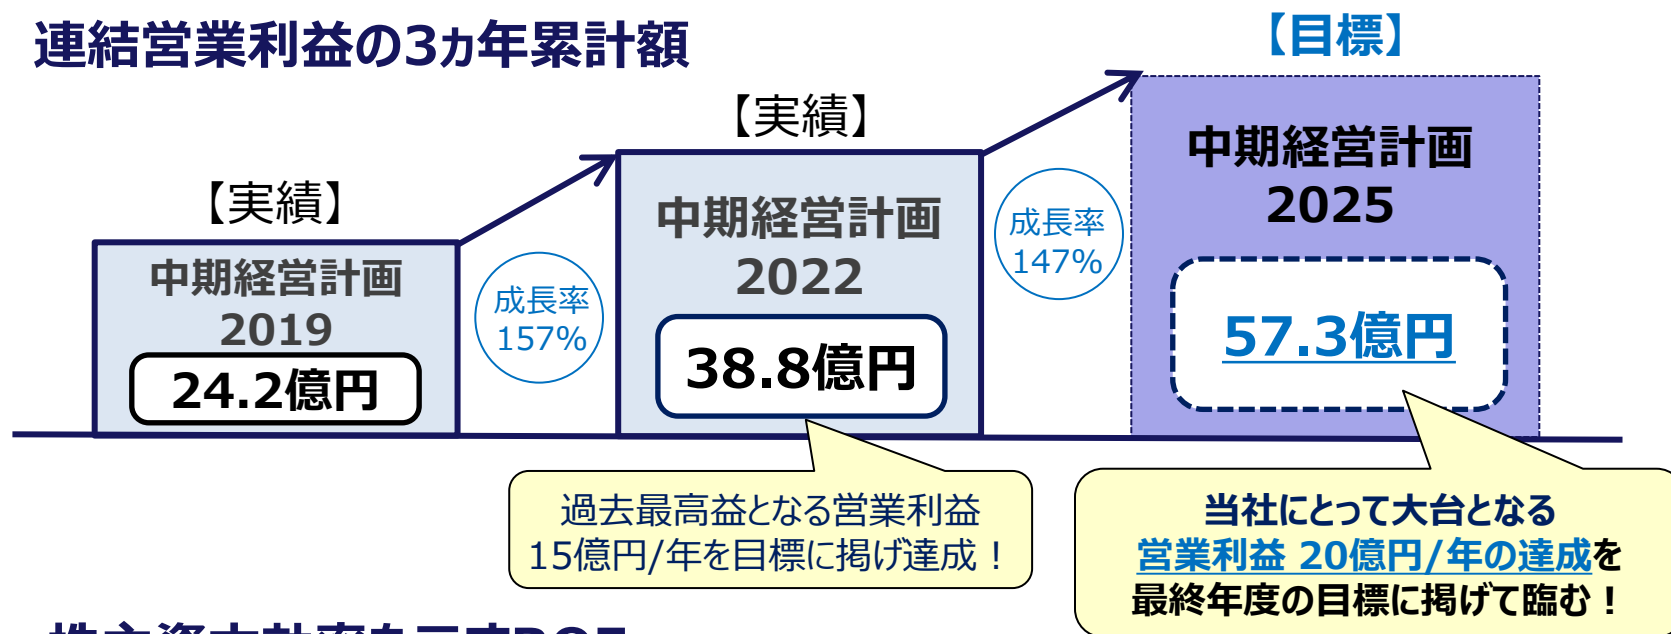 連結営業利益の3ヵ年累計額
【目標】
【実績】
【実績】
中期経営計画
2025
中期経営計画
2022
中期経営計画
2019
成長率
147%
成長率
157%
57.3億円
38.8億円
24.2億円
過去最高益となる営業利益
15億円/年を目標に掲げ達成！
当社にとって大台となる
営業利益 20億円/年の達成を
最終年度の目標に掲げて臨む！